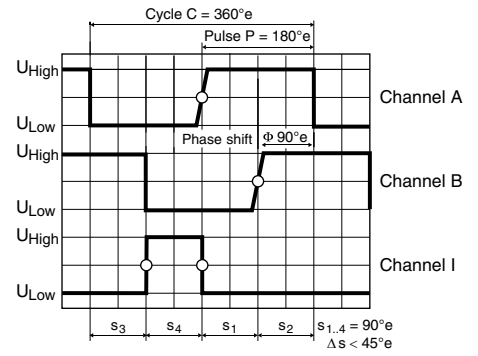 Cycle C = 360°e
Pulse P = 180°e
UHigh
Channel A
ULow
Phase shift Φ 90°e
UHigh
Channel B
ULow
UHigh
Channel I
ULow
s3 s4 s1 s2 s1..4 = 90°e
Δs < 45°e